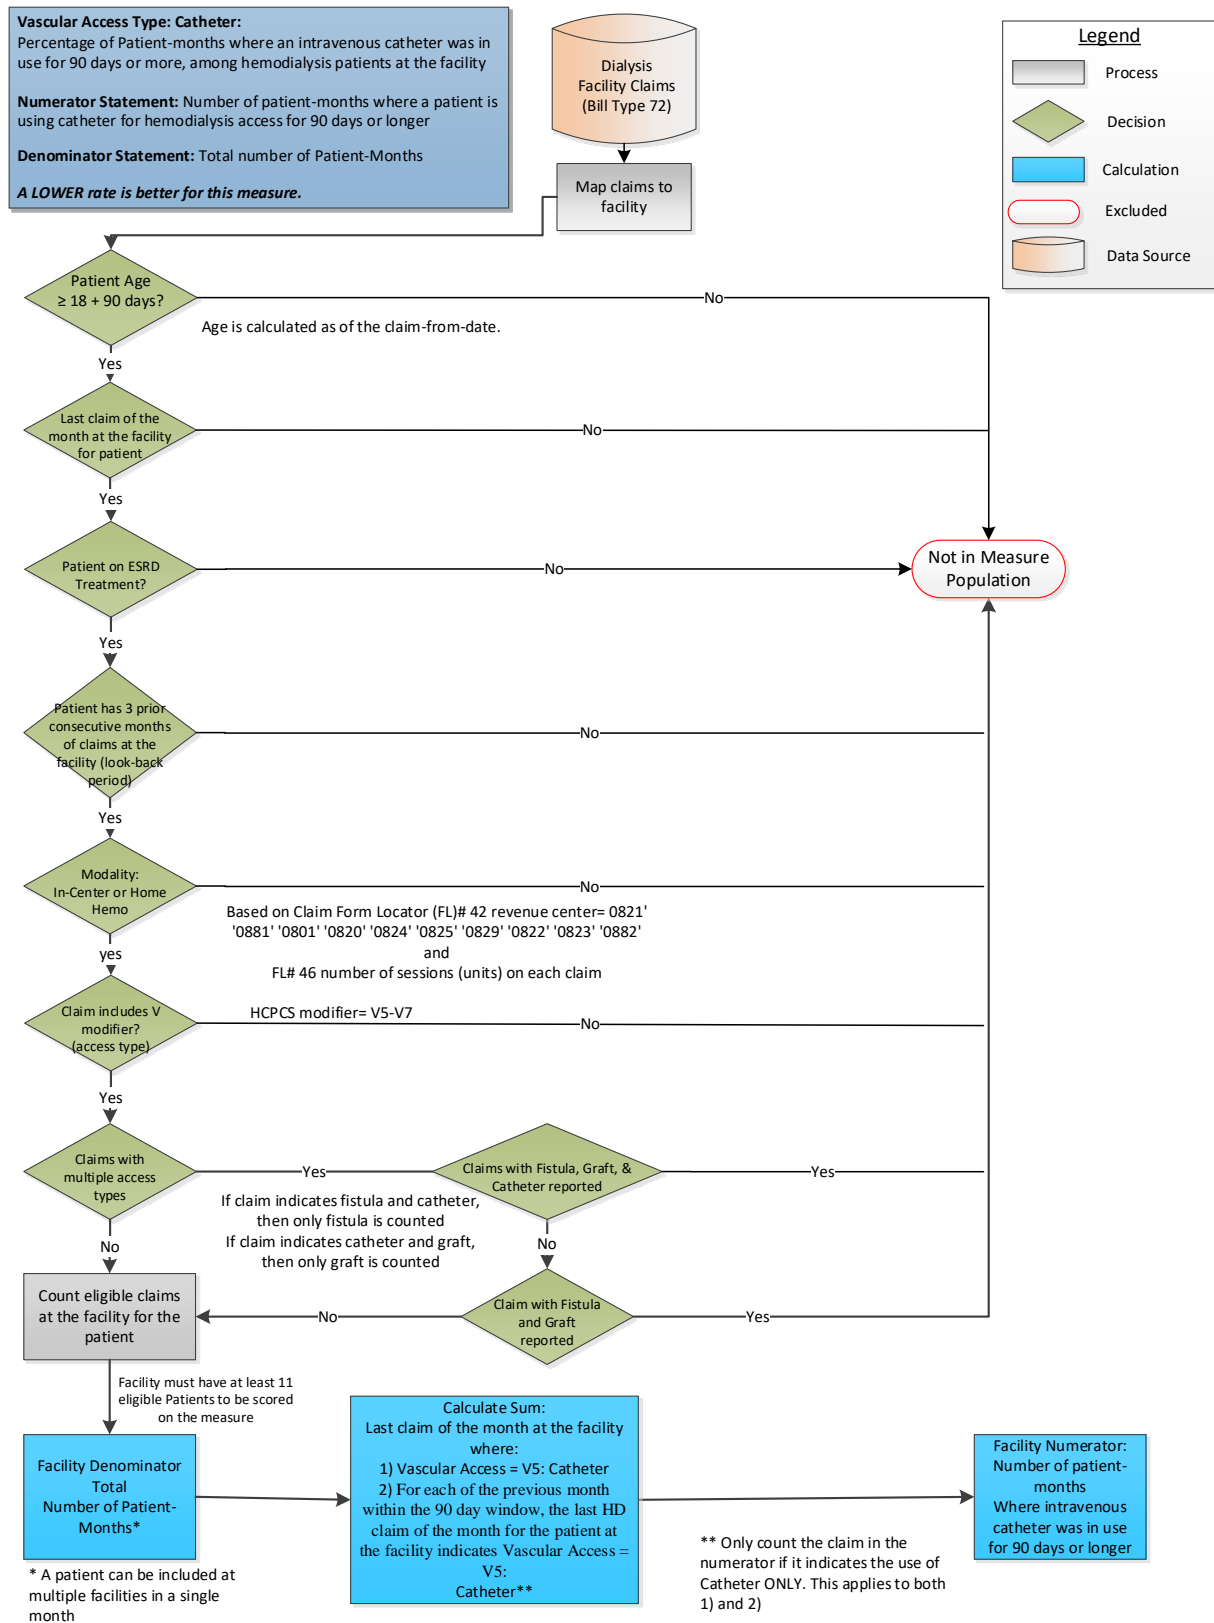 Vascular Access Type: Catheter:
Percentage of Patient-months where an intravenous catheter was in
use for 90 days or more, among hemodialysis patients at the facility
Numerator Statement: Number of patient-months where a patient is
using catheter for hemodialysis access for 90 days or longer
Denominator Statement: Total number of Patient-Months
A LOWER rate is better for this measure.
Dialysis
Facility Claims
(Bill Type 72)
Map claims to
facility
Legend
Process
Decision
Calculation
Excluded
Data Source
Patient Age
≥ 18 + 90 days?
No
Age is calculated as of the claim-from-date.
Yes
Last claim of the
month at the facility
for patient
No
Yes
Patient on ESRD
Treatment?
No
Not in Measure
Population
Yes
Patient has 3 prior
consecutive months
of claims at the
facility (look-back
period)
No
Yes
Modality:
In-Center or Home
Hemo
No
Based on Claim Form Locator (FL)# 42 revenue center= 0821'
'0881' '0801' '0820' '0824' '0825' '0829' '0822' '0823' '0882'
and
FL# 46 number of sessions (units) on each claim
yes
Claim includes V
modifier?
(access type)
HCPCS modifier= V5-V7
No
Yes
Claims with
multiple access
types
Yes
Claims with Fistula, Graft, &
Catheter reported
Yes
If claim indicates fistula and catheter,
then only fistula is counted
If claim indicates catheter and graft,
then only graft is counted
No
No
Count eligible claims
at the facility for the
patient
No
Claim with Fistula
and Graft
reported
Yes
Facility must have at least 11
eligible Patients to be scored
on the measure
Facility Denominator
Total
Number of Patient-
Months*
Calculate Sum:
Last claim of the month at the facility
where:
1) Vascular Access = V5: Catheter
2) For each of the previous month
within the 90 day window, the last HD
claim of the month for the patient at
the facility indicates Vascular Access =
V5:
Catheter**
Facility Numerator:
Number of patient-
months
Where intravenous
catheter was in use
for 90 days or longer
* A patient can be included at
multiple facilities in a single
month
** Only count the claim in the
numerator if it indicates the use of
Catheter ONLY. This applies to both
1) and 2)